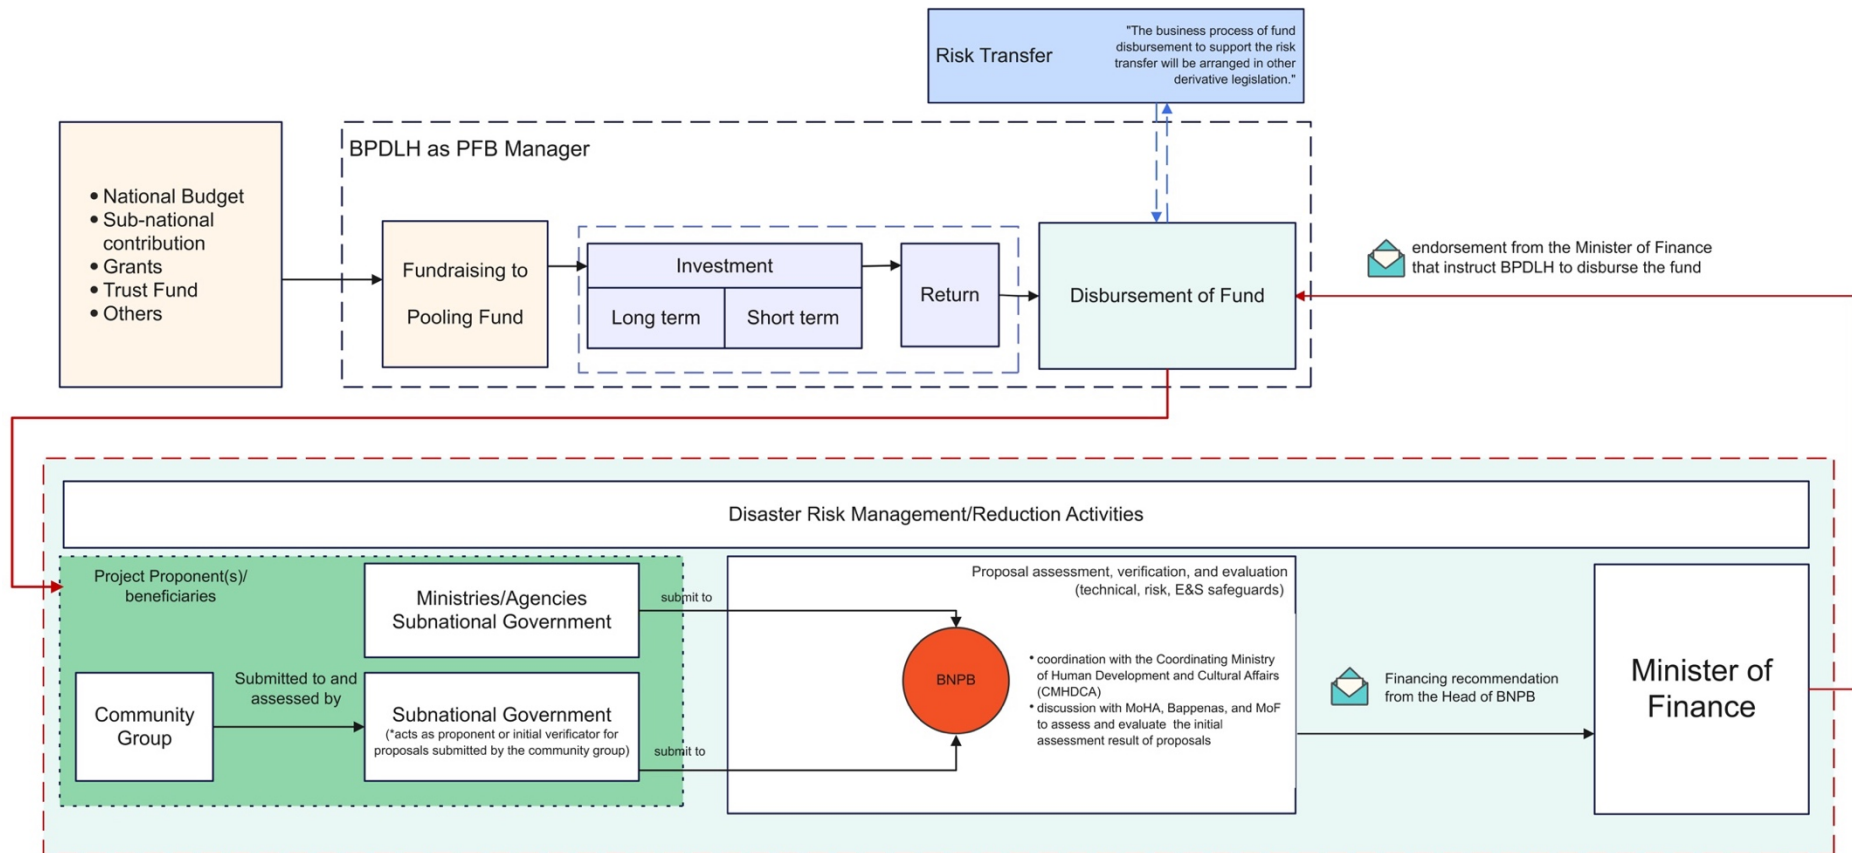 Risk Transfer
"The business process of fund
disbursement to support the risk
transfer will be arranged in other
derivative legislation."
BPDLH as PFB Manager
• National Budget
• Sub-national
contribution
• Grants
• Trust Fund
• Others
Fundraising to
Pooling Fund
Investment
Long term
Short term
Return
Disbursement of Fund
endorsement from the Minister of Finance
that instruct BPDLH to disburse the fund
Disaster Risk Management/Reduction Activities
Project Proponent(s)/
beneficiaries
Ministries/Agencies
Subnational Government
submit to
Community
Group
Submitted to and
assessed by
Subnational Government
(*acts as proponent or initial verificator for
proposals submitted by the community group)
submit to
Proposal assessment, verification, and evaluation
(technical, risk, E&S safeguards)
BNPB
• coordination with the Coordinating Ministry
of Human Development and Cultural Affairs
(CMHDCA)
• discussion with MoHA, Bappenas, and MoF
to assess and evaluate the initial
assessment result of proposals
Financing recommendation
from the Head of BNPB
Minister of
Finance